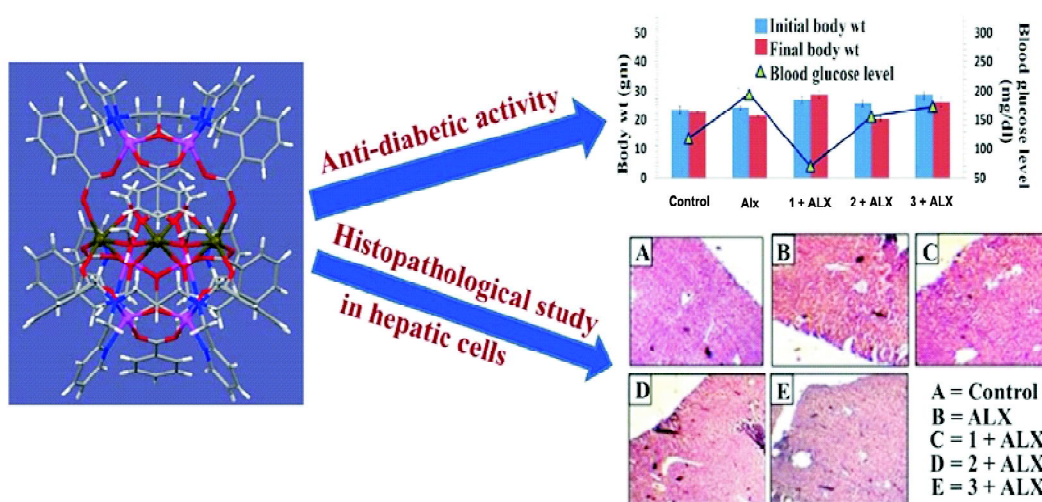 Anti-diabetic activity
Histopathological study
in hepatic cells
Initial body wt
Final body wt
Blood glucose level
Body wt (gm)
50
40
30
20
10
0
300
250
200
150
100
50
Blood glucose level
(mg/dl)
Control
Alx
1 + ALX
2 + ALX
3 + ALX
A
B
C
D
E
A = Control
B = ALX
C = 1 + ALX
D = 2 + ALX
E = 3 + ALX